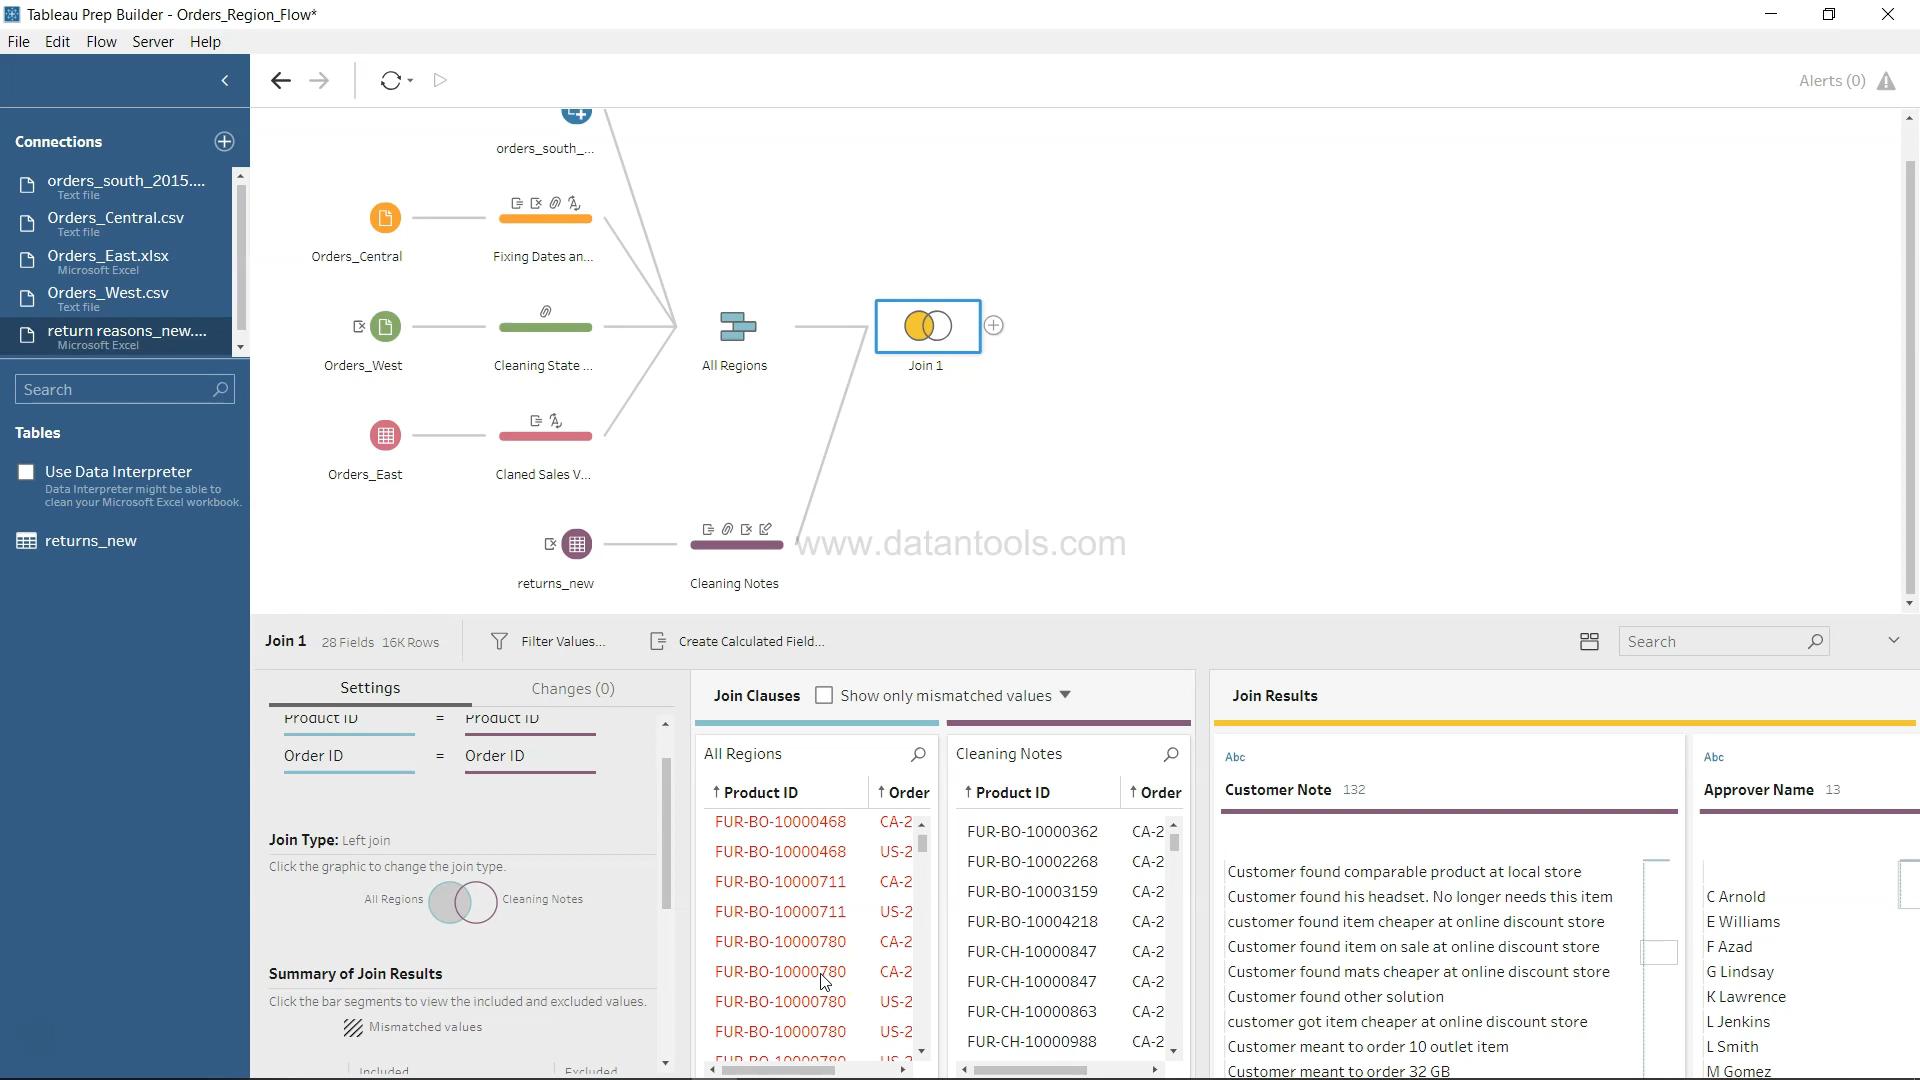 Tableau Prep Builder - Orders_Region_Flow*
File Edit Flow Server Help
Alerts (0)
Connections
orders_south_2015....
Text file
Orders_Central.csv
Text file
Orders_East.xlsx
Microsoft Excel
Orders_West.csv
Text file
return reasons_new....
Microsoft Excel
Search
Tables
Use Data Interpreter
Data Interpreter might be able to
clean your Microsoft Excel workbook.
returns_new
orders_south_...
Orders_Central
Fixing Dates an...
Orders_West
Cleaning State ...
All Regions
Join 1
Orders_East
Claned Sales V...
www.datantools.com
returns_new
Cleaning Notes
Join 1 28 Fields 16K Rows
Filter Values...
Create Calculated Field...
Search
Settings
Changes (0)
Product ID = Product ID
Order ID = Order ID
Join Type: Left join
Click the graphic to change the join type.
All Regions
Cleaning Notes
Summary of Join Results
Click the bar segments to view the included and excluded values.
Mismatched values
Included
Excluded
Join Clauses
Show only mismatched values
All Regions
Product ID Order
FUR-BO-10000468 CA-2
FUR-BO-10000468 US-2
FUR-BO-10000711 CA-2
FUR-BO-10000711 US-2
FUR-BO-10000780 CA-2
FUR-BO-10000780 CA-2
FUR-BO-10000780 US-2
FUR-BO-10000780 US-2
FUR-BO-10000780 US-2
Cleaning Notes
Product ID Order
FUR-BO-10000362 CA-2
FUR-BO-10002268 CA-2
FUR-BO-10003159 CA-2
FUR-BO-10004218 CA-2
FUR-CH-10000847 CA-2
FUR-CH-10000847 CA-2
FUR-CH-10000863 CA-2
FUR-CH-10000988 CA-2
Join Results
Abc
Customer Note 132
Customer found comparable product at local store
Customer found his headset. No longer needs this item
customer found item cheaper at online discount store
Customer found item on sale at online discount store
Customer found mats cheaper at online discount store
Customer found other solution
customer got item cheaper at online discount store
Customer meant to order 10 outlet item
Customer meant to order 32 GB
Abc
Approver Name 13
C Arnold
E Williams
F Azad
G Lindsay
K Lawrence
L Jenkins
L Smith
M Gomez